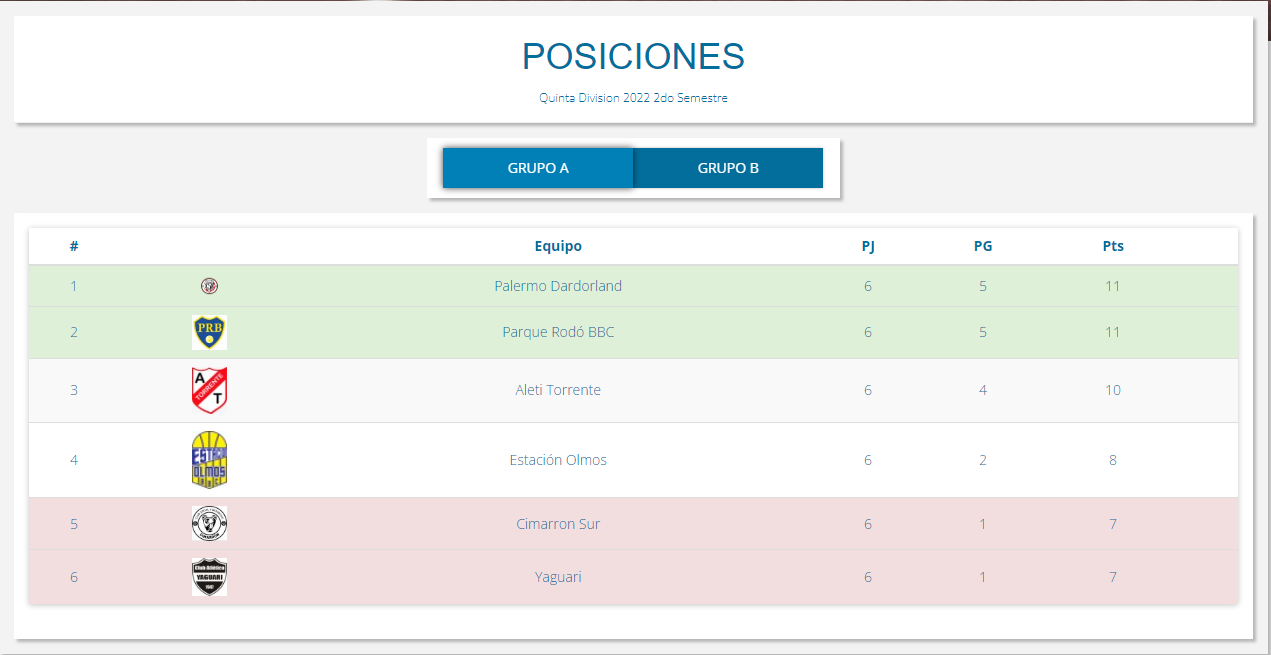 POSICIONES
Quinta Division 2022 2do Semestre
GRUPO A GRUPO B
# Equipo PJ PG Pts
1 Palermo Dardorland 6 5 11
2 PRB Parque Rodó BBC 6 5 11
3 A TORRENTE T Aleti Torrente 6 4 10
4 ESTACION OLMOS Estación Olmos 6 2 8
5 Cimarron Sur 6 1 7
6 Club Atlético YAGUARI Yaguari 6 1 7